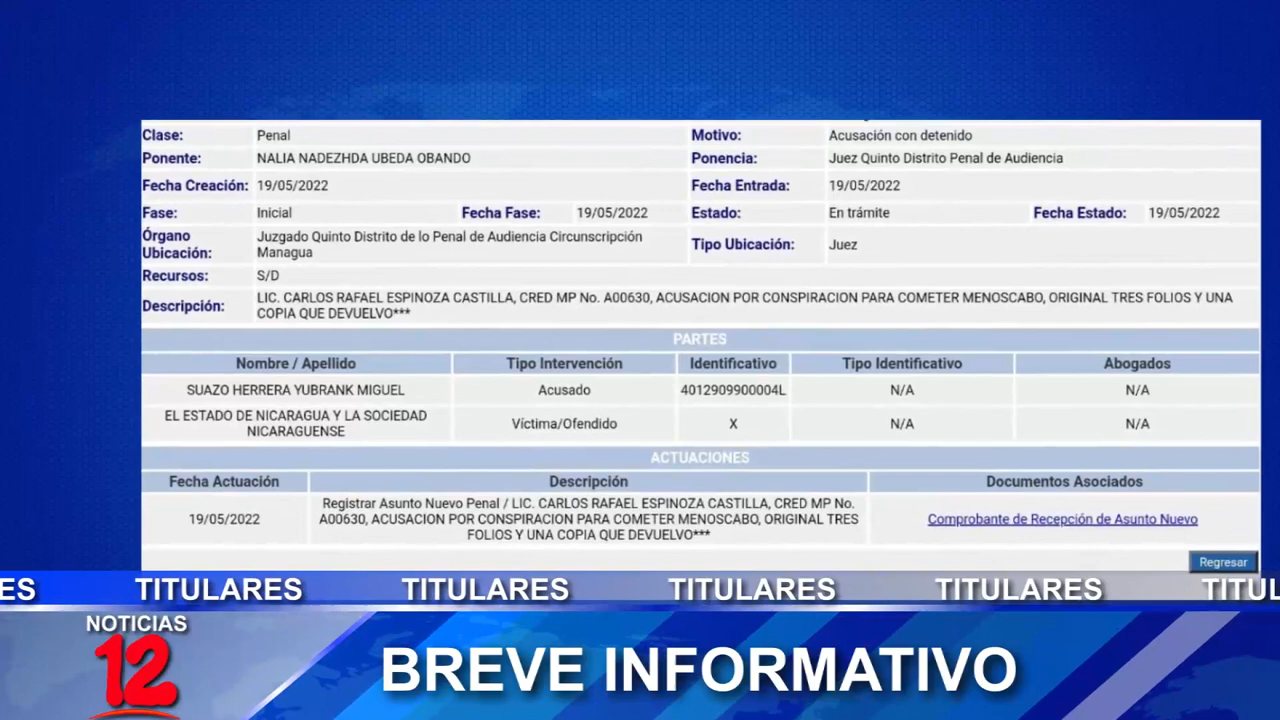 Clase: Penal Motivo: Acusación con detenido
Ponente: NALIA NADEZHDA UBEDA OBANDO Ponencia: Juez Quinto Distrito Penal de Audiencia
Fecha Creación: 19/05/2022 Fecha Entrada: 19/05/2022
Fase: Inicial Fecha Fase: 19/05/2022 Estado: En trámite Fecha Estado: 19/05/2022
Órgano Ubicación: Juzgado Quinto Distrito de lo Penal de Audiencia Circunscripción
Managua Tipo Ubicación: Juez
Recursos: S/D
Descripción: LIC. CARLOS RAFAEL ESPINOZA CASTILLA, CRED MP No. A00630, ACUSACION POR CONSPIRACION PARA COMETER MENOSCABO, ORIGINAL TRES FOLIOS Y UNA
COPIA QUE DEVUELVO***
PARTES
Nombre / Apellido Tipo Intervención Identificativo Tipo Identificativo Abogados
SUAZO HERRERA YUBRANK MIGUEL Acusado 4012909900004L N/A N/A
EL ESTADO DE NICARAGUA Y LA SOCIEDAD
NICARAGUENSE Víctima/Ofendido X N/A N/A
ACTUACIONES
Fecha Actuación Descripción Documentos Asociados
19/05/2022 Registrar Asunto Nuevo Penal / LIC. CARLOS RAFAEL ESPINOZA CASTILLA, CRED MP No.
A00630, ACUSACION POR CONSPIRACION PARA COMETER MENOSCABO, ORIGINAL TRES
FOLIOS Y UNA COPIA QUE DEVUELVO*** Comprobante de Recepción de Asunto Nuevo
Regresar
ES TITULARES TITULARES TITULARES TITULARES TITUL
NOTICIAS
12
BREVE INFORMATIVO